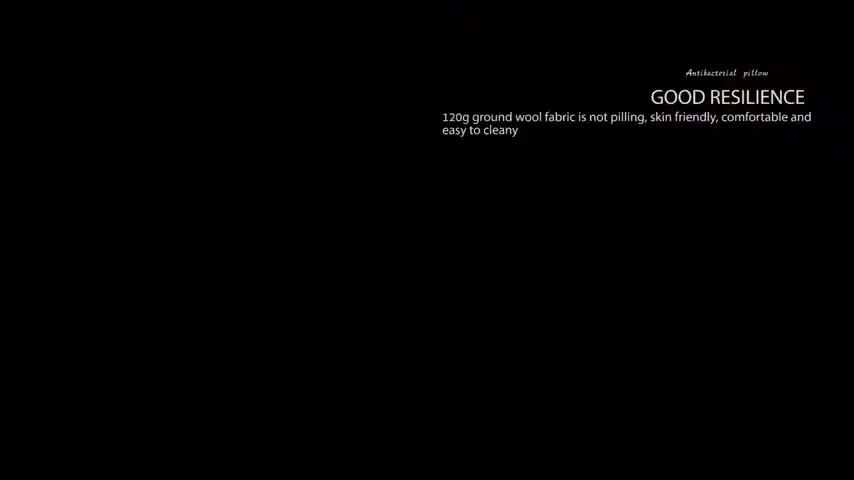 Antibacterial pillow
GOOD RESILIENCE
120g ground wool fabric is not pilling, skin friendly, comfortable and
easy to cleany